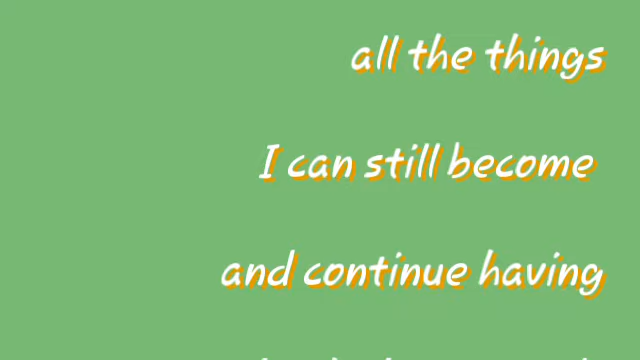 all the things
I can still become
and continue having